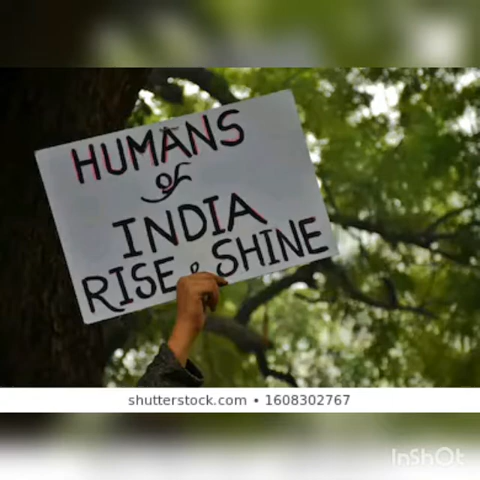 HUMANS
of
INDIA
RISE & SHINE
shutterstock.com • 1608302767
InShOt